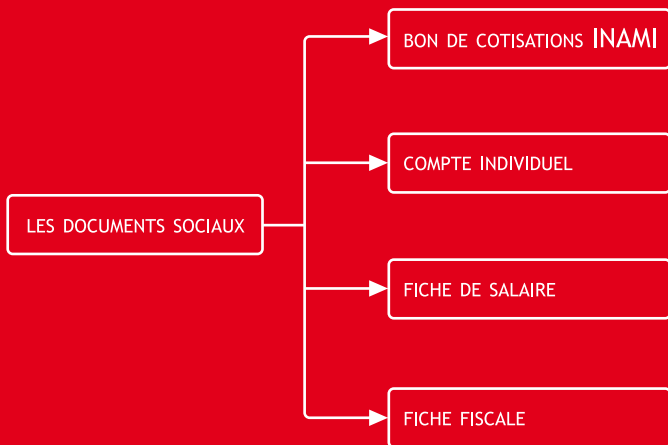 BON DE COTISATIONS INAMI
COMPTE INDIVIDUEL
LES DOCUMENTS SOCIAUX
FICHE DE SALAIRE
FICHE FISCALE